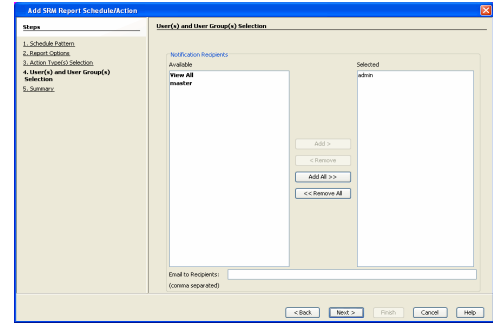 Add SRM Report Schedule/Action
Steps
1. Schedule Pattern
2. Report Options
3. Action Type(s) Selection
4. User(s) and User Group(s)
Selection
5. Summary
User(s) and User Group(s) Selection
Notification Recipients
Available
Selected
View All
master
admin
Add >
< Remove
Add All >>
<< Remove All
Email to Recipients:
(comma separated)
< Back
Next >
Finish
Cancel
Help